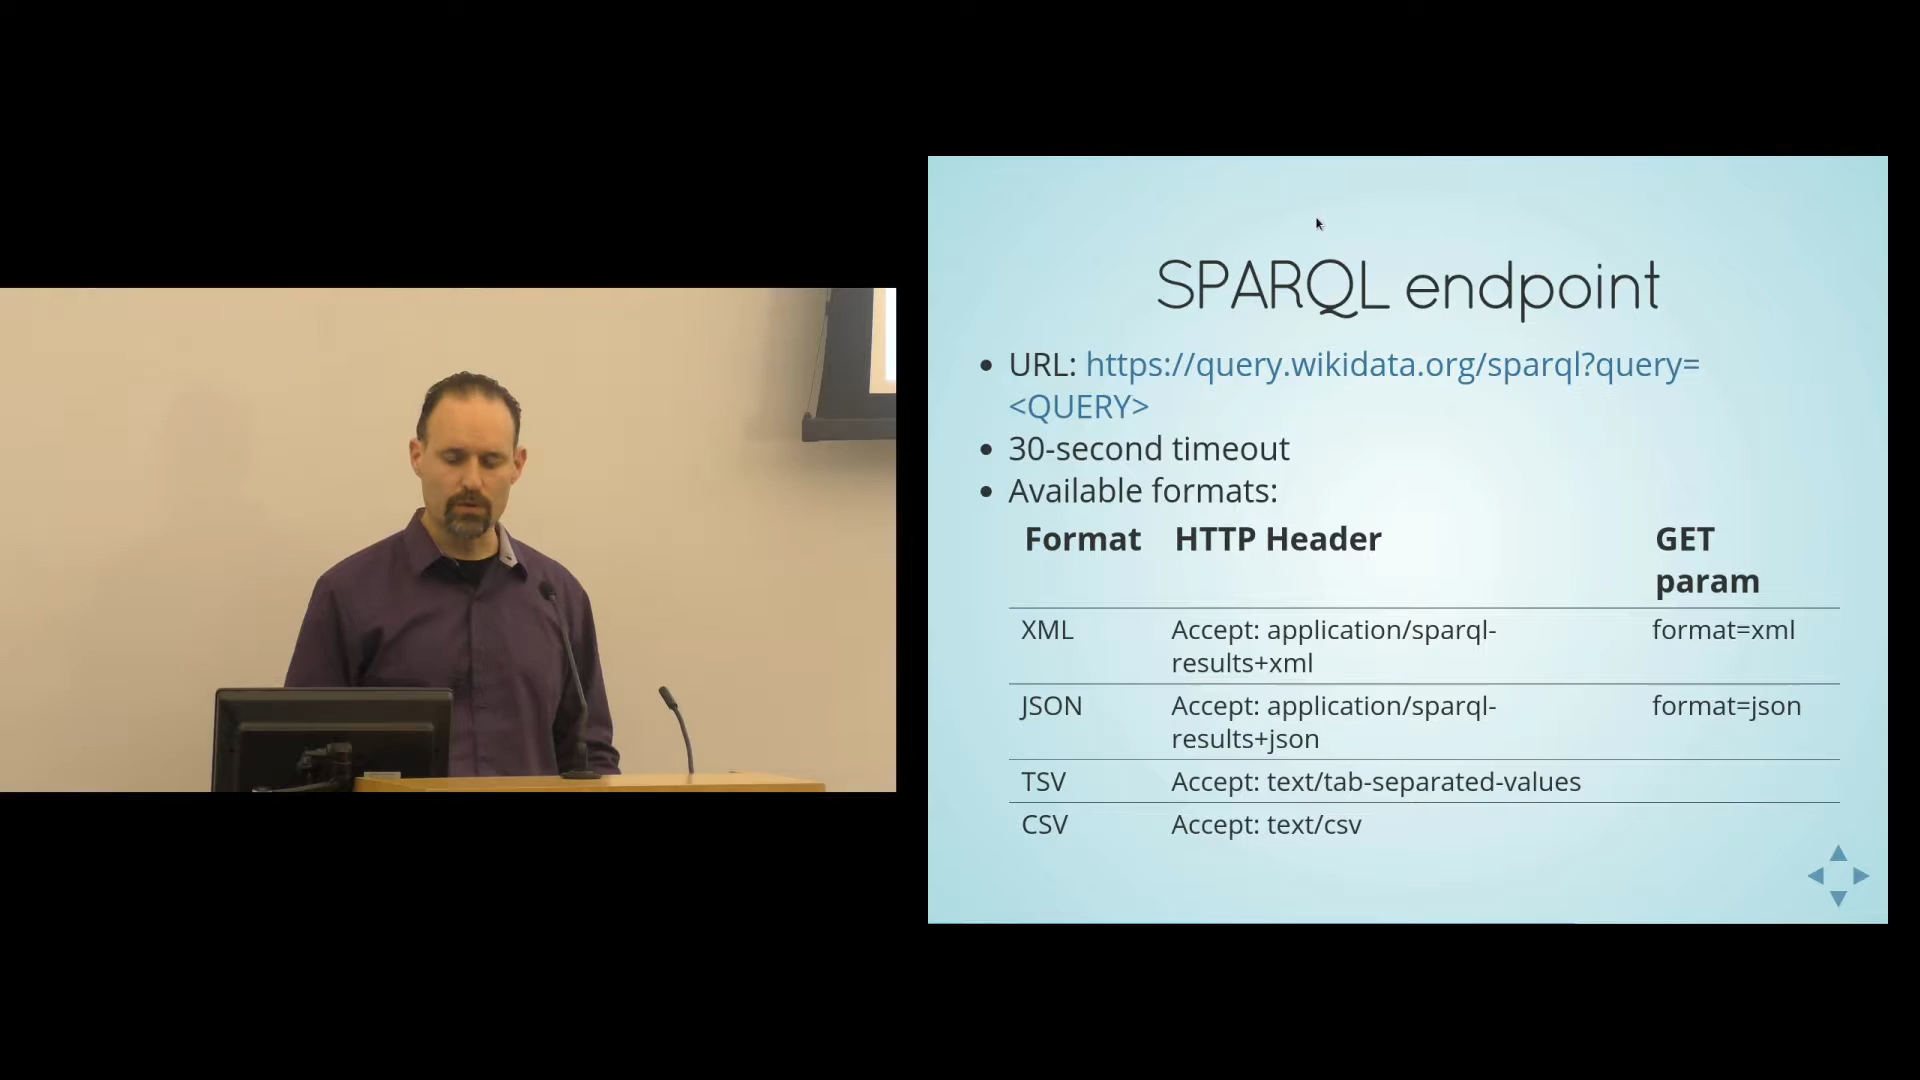 SPARQL endpoint
URL: https://query.wikidata.org/sparql?query=
<QUERY>
30-second timeout
Available formats:
Format HTTP Header GET
param
XML Accept: application/sparql- format=xml
results+xml
JSON Accept: application/sparql- format=json
results+json
TSV Accept: text/tab-separated-values
CSV Accept: text/csv